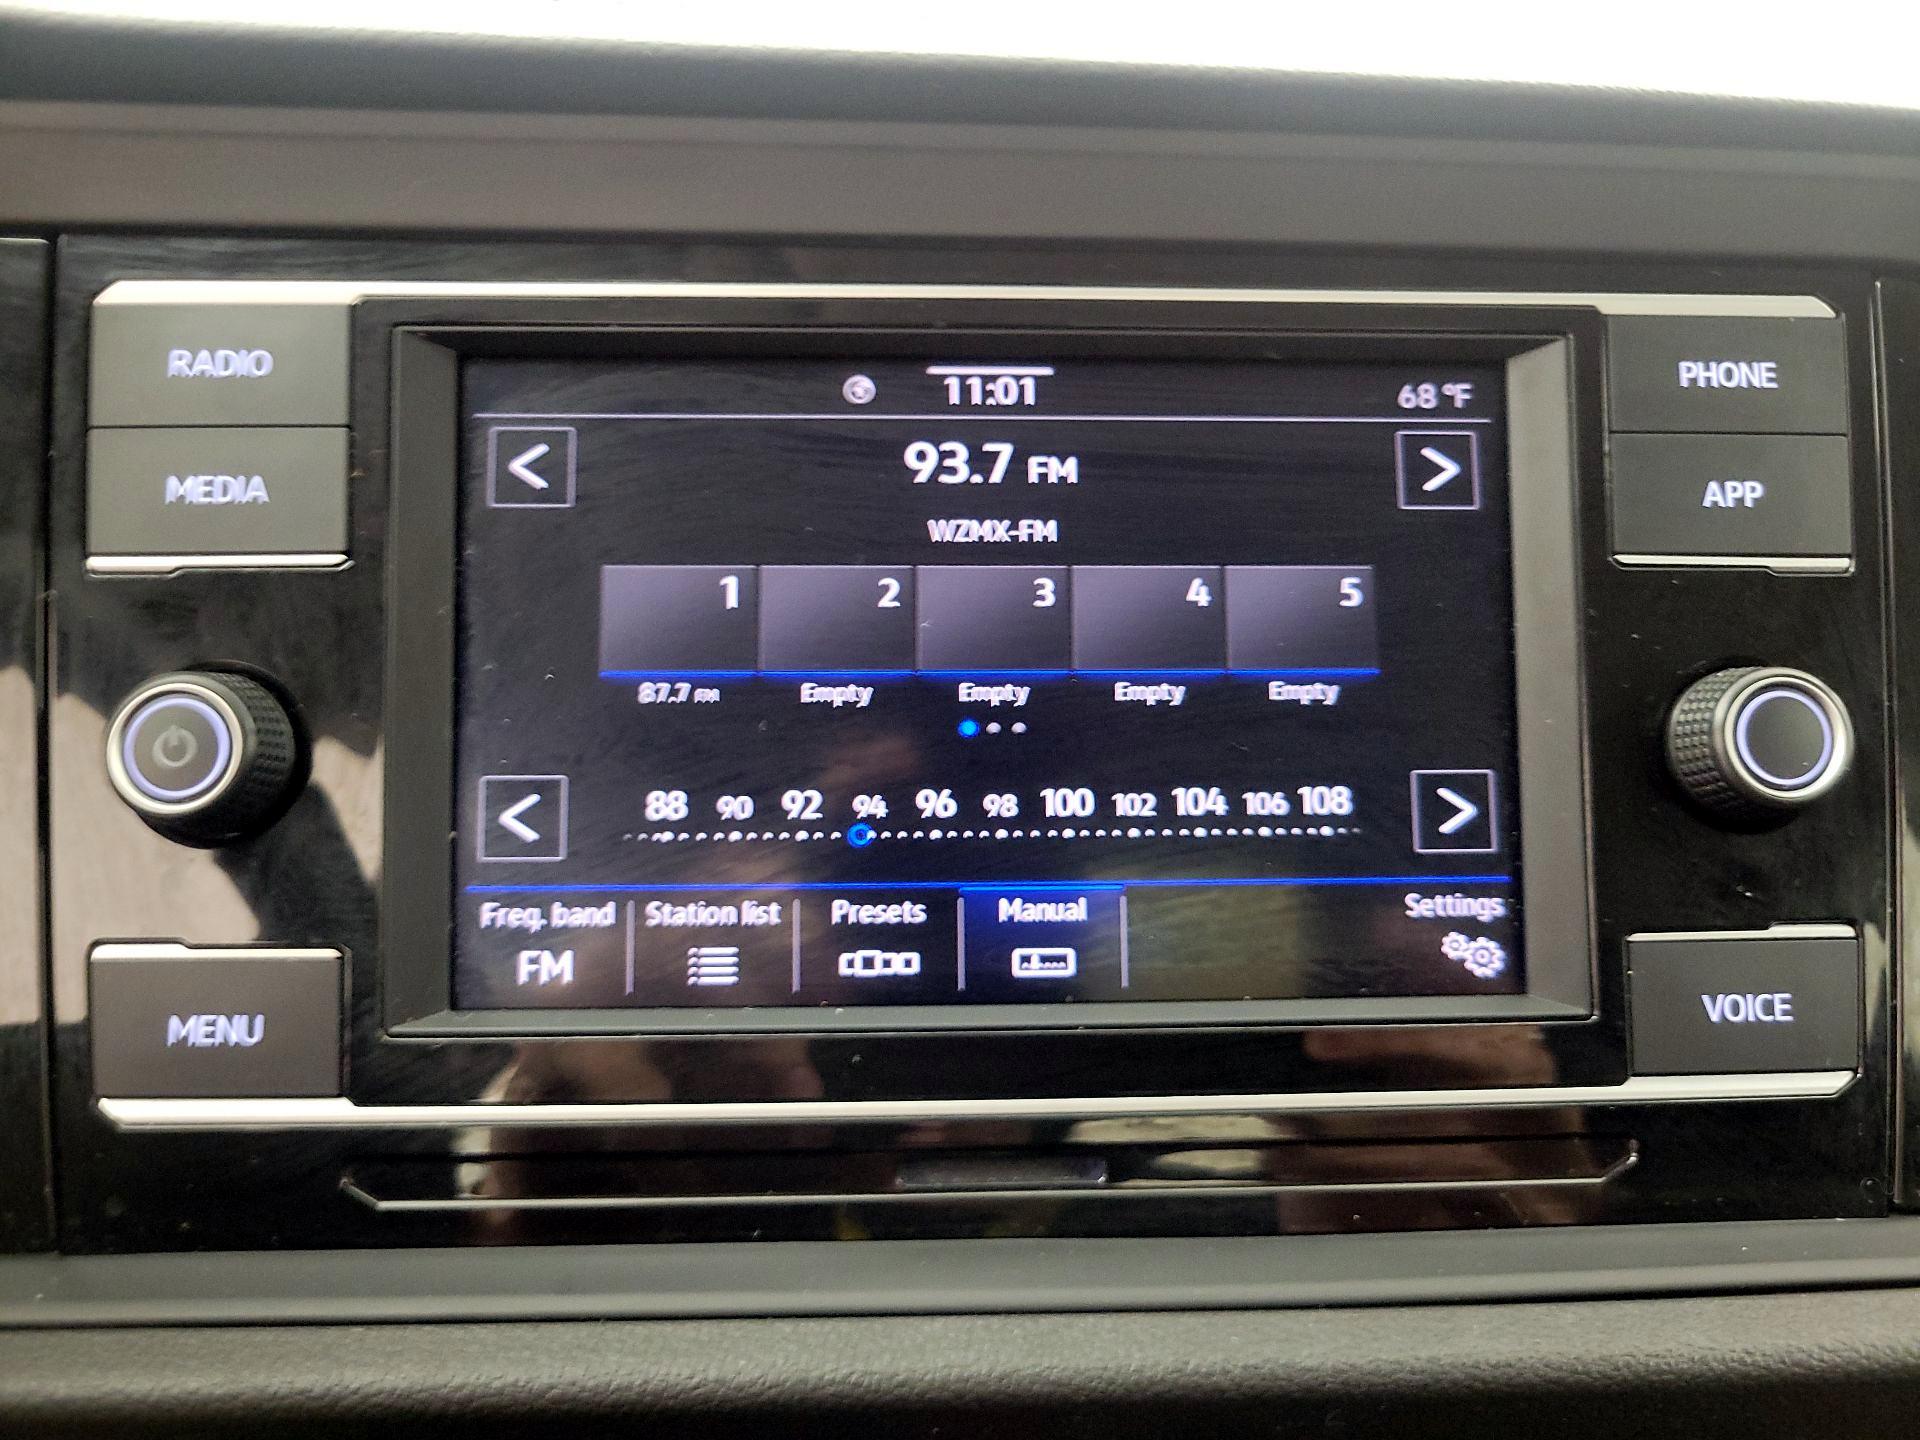 RADIO
MEDIA
MENU
11:01
68°F
<
93.7 FM
>
WZMX-FM
1 2 3 4 5
87.7 FM Empty Empty Empty Empty
<
88 90 92 94 96 98 100 102 104 106 108
>
Freq. band Station list Presets Manual Settings
FM
PHONE
APP
VOICE